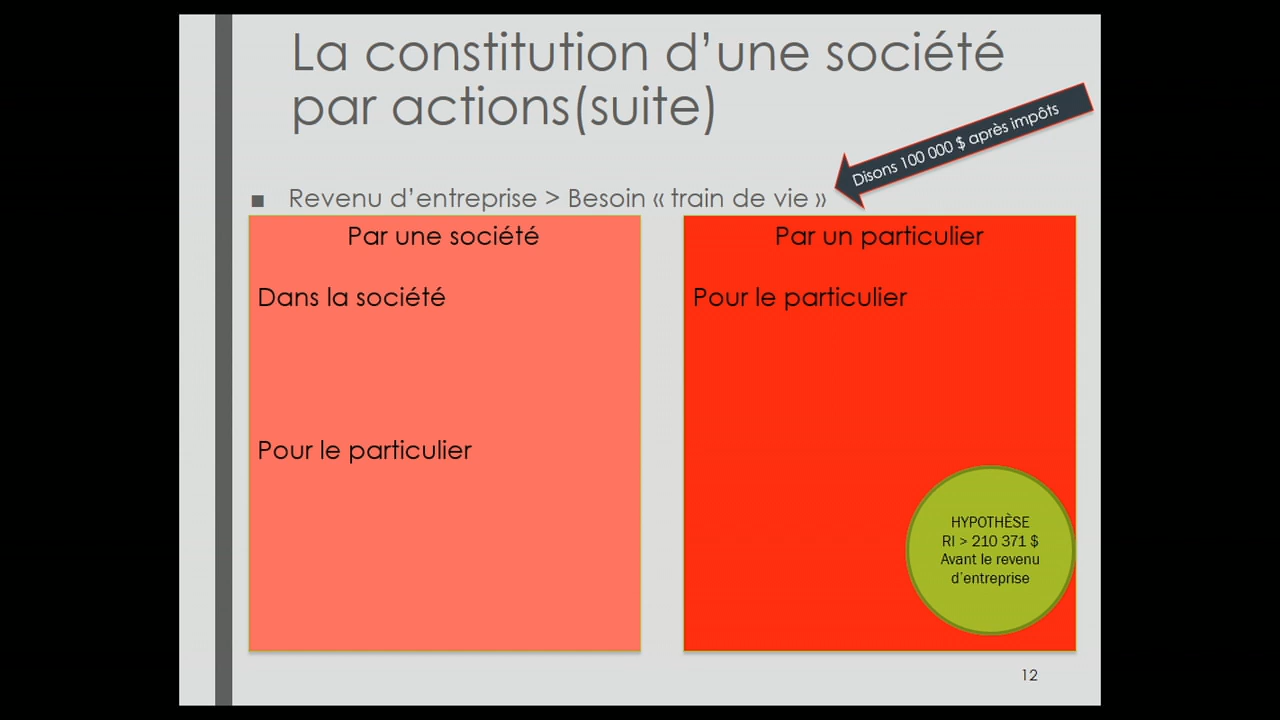 La constitution d’une société
par actions(suite)
Disons 100 000 $ après impôts
■ Revenu d’entreprise > Besoin « train de vie »
Par une société
Dans la société
Pour le particulier
Par un particulier
Pour le particulier
HYPOTHÈSE
RI > 210 371 $
Avant le revenu
d’entreprise
12